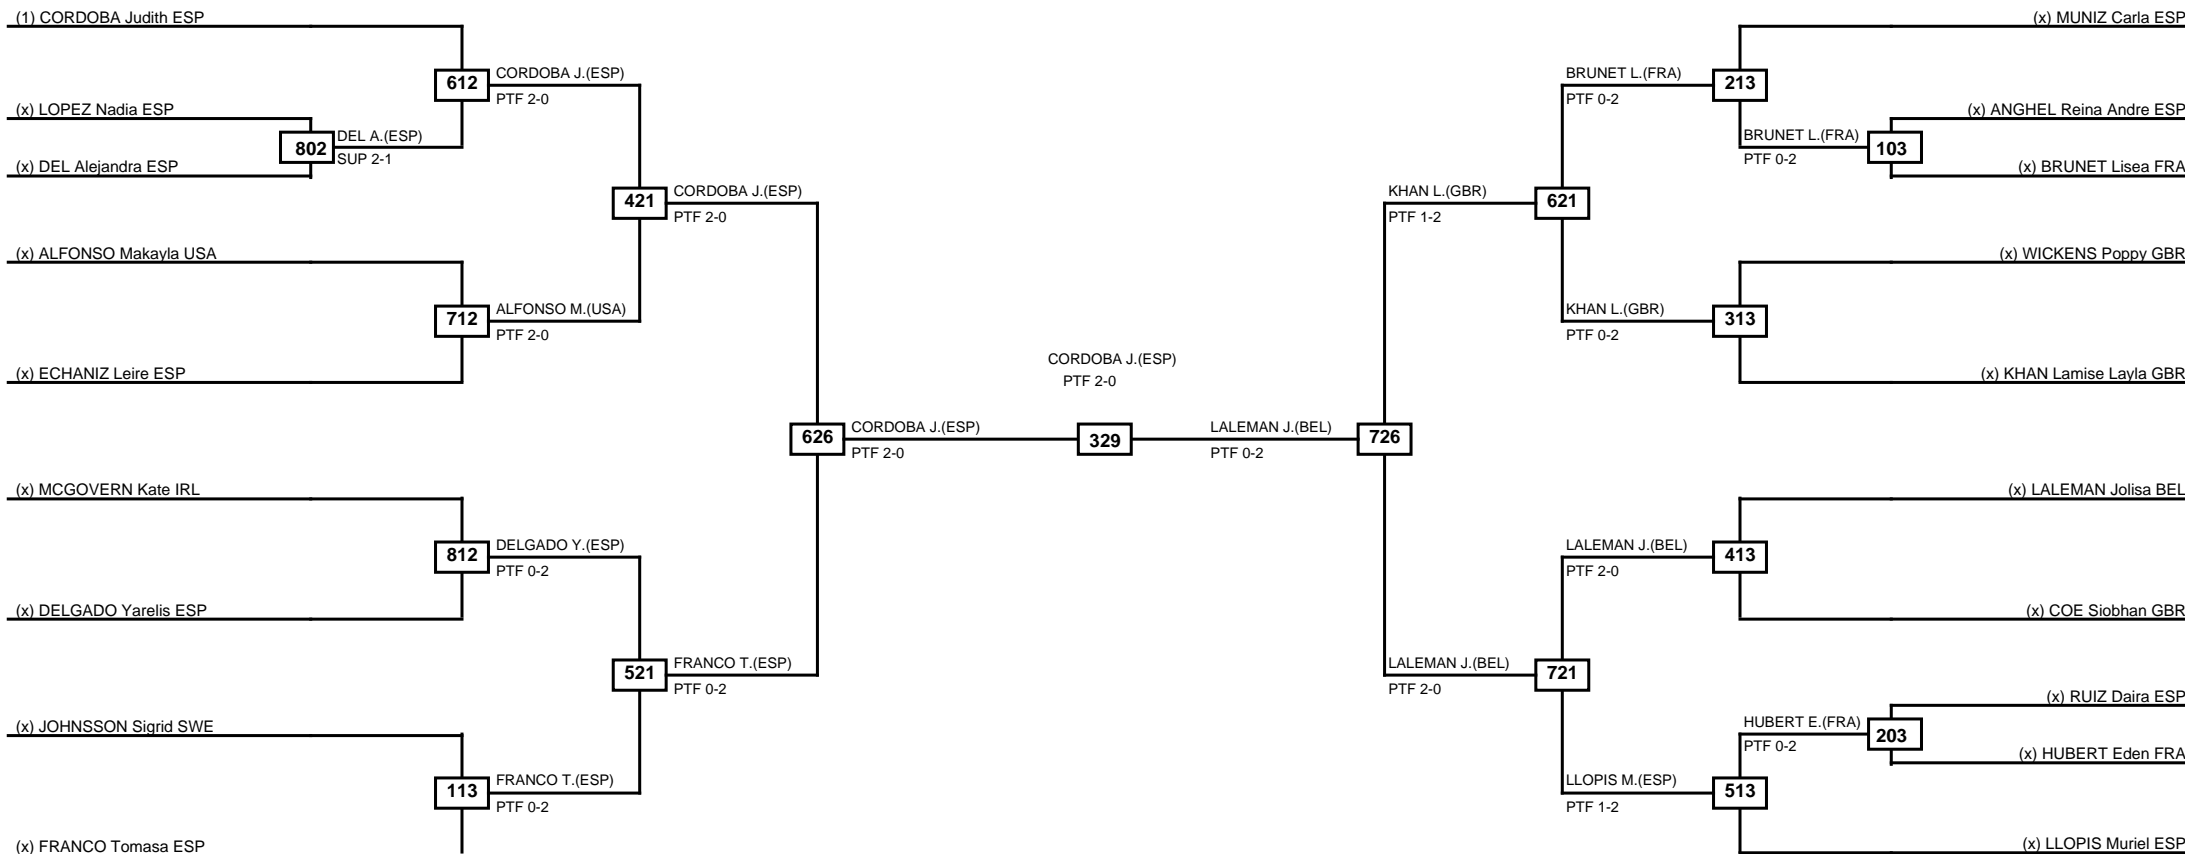 (1) CORDOBA Judith ESP
(x) MUNIZ Carla ESP
612
CORDOBA J.(ESP)
PTF 2-0
BRUNET L.(FRA)
PTF 0-2
213
(x) LOPEZ Nadia ESP
(x) ANGHEL Reina Andre ESP
802
DEL A.(ESP)
SUP 2-1
BRUNET L.(FRA)
PTF 0-2
103
(x) DEL Alejandra ESP
(x) BRUNET Lisea FRA
421
CORDOBA J.(ESP)
PTF 2-0
KHAN L.(GBR)
PTF 1-2
621
(x) ALFONSO Makayla USA
(x) WICKENS Poppy GBR
712
ALFONSO M.(USA)
PTF 2-0
KHAN L.(GBR)
PTF 0-2
313
CORDOBA J.(ESP)
PTF 2-0
(x) ECHANIZ Leire ESP
(x) KHAN Lamise Layla GBR
626
CORDOBA J.(ESP)
PTF 2-0
329
LALEMAN J.(BEL)
PTF 0-2
726
(x) MCGOVERN Kate IRL
(x) LALEMAN Jolisa BEL
812
DELGADO Y.(ESP)
PTF 0-2
LALEMAN J.(BEL)
PTF 2-0
413
(x) DELGADO Yarelis ESP
(x) COE Siobhan GBR
521
FRANCO T.(ESP)
PTF 0-2
LALEMAN J.(BEL)
PTF 2-0
721
(x) RUIZ Daira ESP
(x) JOHNSSON Sigrid SWE
HUBERT E.(FRA)
PTF 0-2
203
(x) HUBERT Eden FRA
113
FRANCO T.(ESP)
PTF 0-2
LLOPIS M.(ESP)
PTF 1-2
513
(x) FRANCO Tomasa ESP
(x) LLOPIS Muriel ESP